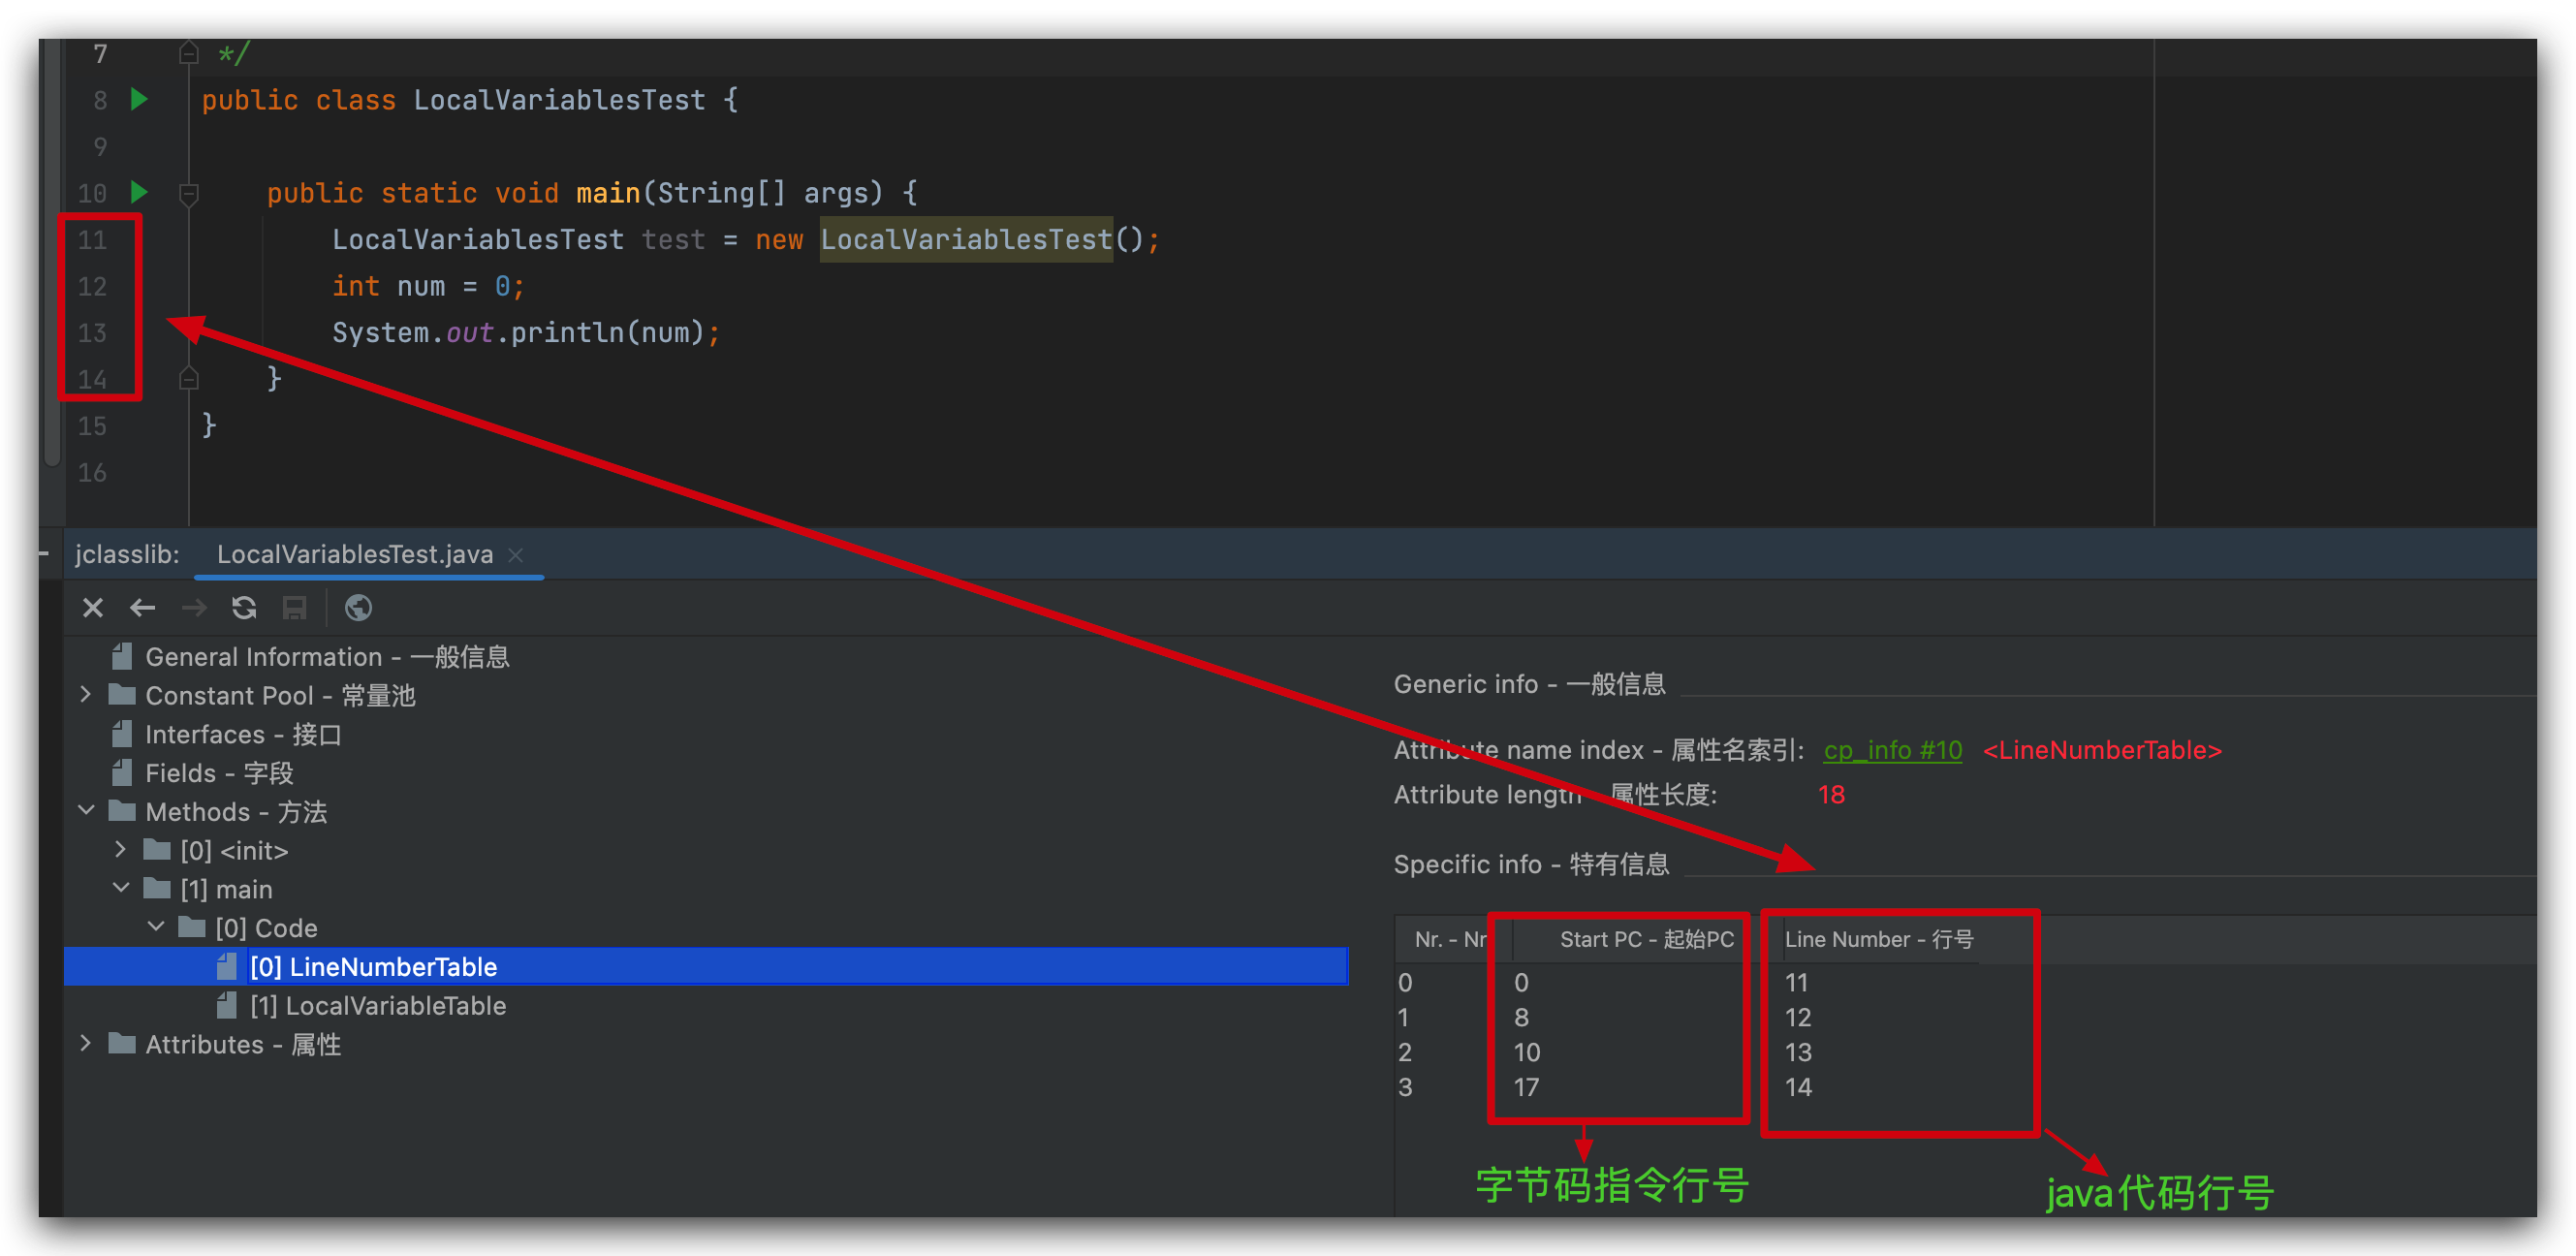 7 */
8 public class LocalVariablesTest {
9
10 public static void main(String[] args) {
11 LocalVariablesTest test = new LocalVariablesTest();
12 int num = 0;
13 System.out.println(num);
14 }
15 }
16
jclasslib: LocalVariablesTest.java
General Information - 一般信息
Constant Pool - 常量池
Interfaces - 接口
Fields - 字段
Methods - 方法
[0] <init>
[1] main
[0] Code
[0] LineNumberTable
[1] LocalVariableTable
Attributes - 属性
Generic info - 一般信息
Attribute name index - 属性名索引: cp_info #10 <LineNumberTable>
Attribute length - 属性长度: 18
Specific info - 特有信息
Nr. - Nr Start PC - 起始PC Line Number - 行号
0 0 11
1 8 12
2 10 13
3 17 14
字节码指令行号
java代码行号